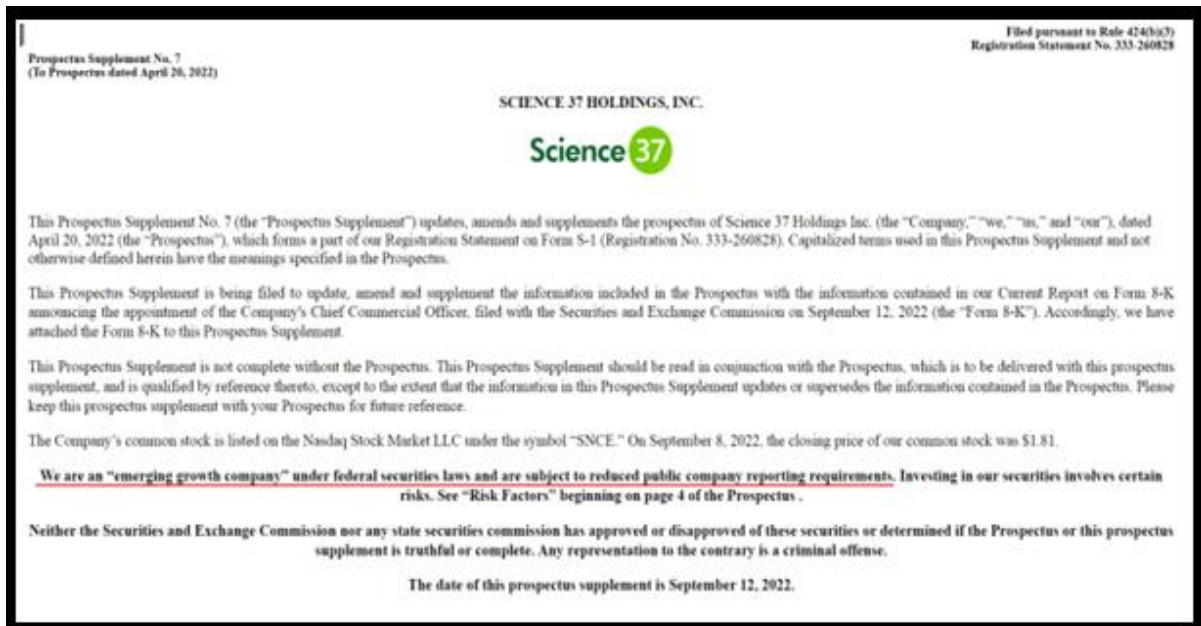 Filed pursuant to Rule 424(b)(3)
Registration Statement No. 333-260828
Prospectus Supplement No. 7
(To Prospectus dated April 20, 2022)
SCIENCE 37 HOLDINGS, INC.
Science 37
This Prospectus Supplement No. 7 (the “Prospectus Supplement”) updates, amends and supplements the prospectus of Science 37 Holdings Inc. (the “Company,” “we,” “us,” and “our”), dated
April 20, 2022 (the “Prospectus”), which forms a part of our Registration Statement on Form S-1 (Registration No. 333-260828). Capitalized terms used in this Prospectus Supplement and not
otherwise defined herein have the meanings specified in the Prospectus.
This Prospectus Supplement is being filed to update, amend and supplement the information included in the Prospectus with the information contained in our Current Report on Form 8-K
announcing the appointment of the Company’s Chief Commercial Officer, filed with the Securities and Exchange Commission on September 12, 2022 (the “Form 8-K”). Accordingly, we have
attached the Form 8-K to this Prospectus Supplement.
This Prospectus Supplement is not complete without the Prospectus. This Prospectus Supplement should be read in conjunction with the Prospectus, which is to be delivered with this prospectus
supplement, and is qualified by reference thereto, except to the extent that the information in this Prospectus Supplement updates or supersedes the information contained in the Prospectus. Please
keep this prospectus supplement with your Prospectus for future reference.
The Company’s common stock is listed on the Nasdaq Stock Market LLC under the symbol “SNCE.” On September 8, 2022, the closing price of our common stock was $1.81.
We are an “emerging growth company” under federal securities laws and are subject to reduced public company reporting requirements. Investing in our securities involves certain
risks. See “Risk Factors” beginning on page 4 of the Prospectus .
Neither the Securities and Exchange Commission nor any state securities commission has approved or disapproved of these securities or determined if the Prospectus or this prospectus
supplement is truthful or complete. Any representation to the contrary is a criminal offense.
The date of this prospectus supplement is September 12, 2022.